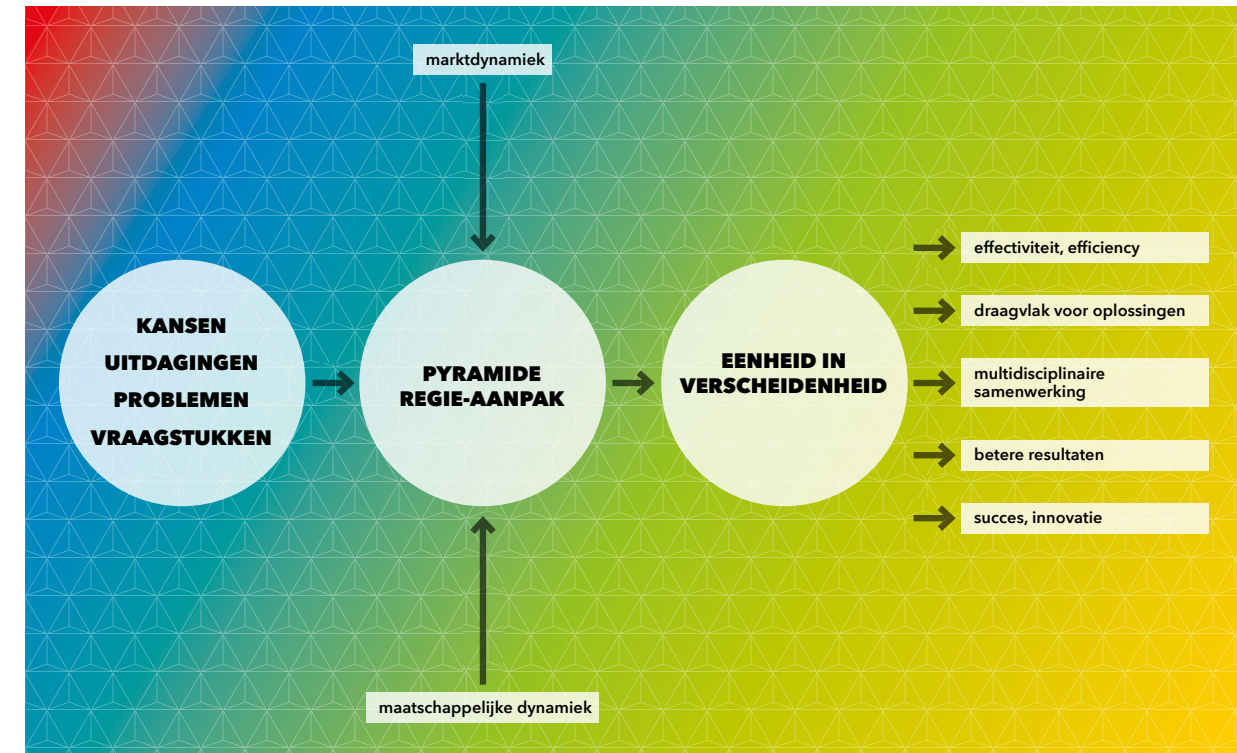 marktdynamiek
KANSEN
UITDAGINGEN
PROBLEMEN
VRAAGSTUKKEN
PYRAMIDE
REGIE-AANPAK
EENHEID IN
VERSCHEIDENHEID
effectiviteit, efficiency
draagvlak voor oplossingen
multidisciplinaire
samenwerking
betere resultaten
succes, innovatie
maatschappelijke dynamiek